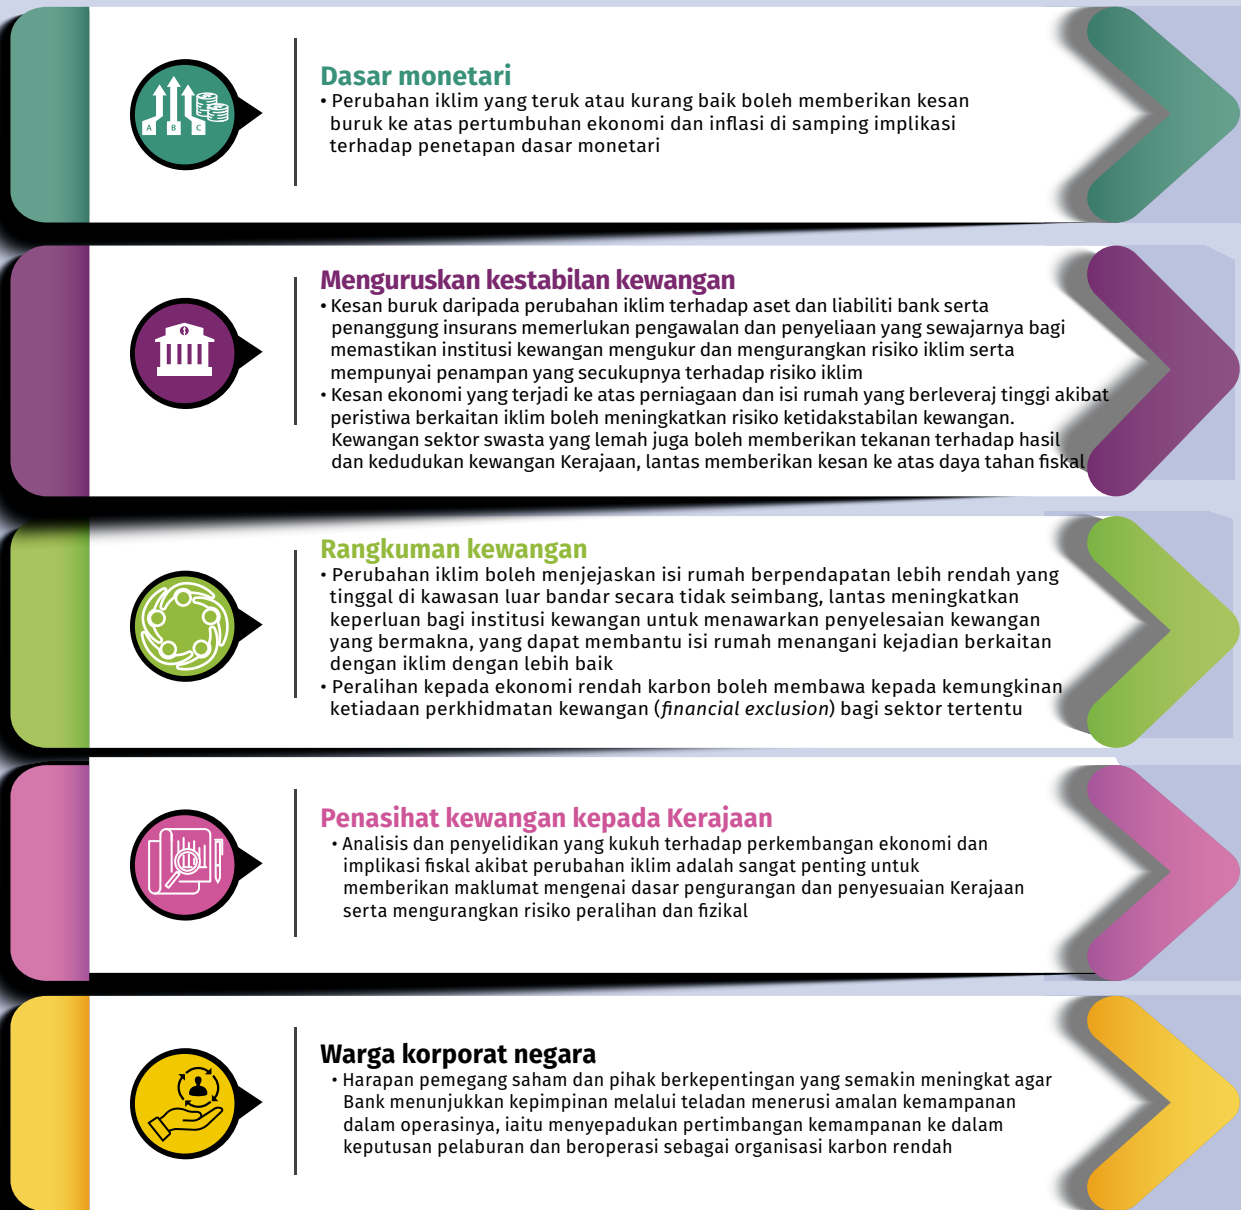 A B C
Dasar monetari
• Perubahan iklim yang teruk atau kurang baik boleh memberikan kesan
buruk ke atas pertumbuhan ekonomi dan inflasi di samping implikasi
terhadap penetapan dasar monetari
Menguruskan kestabilan kewangan
• Kesan buruk daripada perubahan iklim terhadap aset dan liabiliti bank serta
penanggung insurans memerlukan pengawalan dan penyeliaan yang sewajarnya bagi
memastikan institusi kewangan mengukur dan mengurangkan risiko iklim serta
mempunyai penampan yang secukupnya terhadap risiko iklim
• Kesan ekonomi yang terjadi ke atas perniagaan dan isi rumah yang berleveraj tinggi akibat
peristiwa berkaitan iklim boleh meningkatkan risiko ketidakstabilan kewangan.
Kewangan sektor swasta yang lemah juga boleh memberikan tekanan terhadap hasil
dan kedudukan kewangan Kerajaan, lantas memberikan kesan ke atas daya tahan fiskal
Rangkuman kewangan
• Perubahan iklim boleh menjejaskan isi rumah berpendapatan lebih rendah yang
tinggal di kawasan luar bandar secara tidak seimbang, lantas meningkatkan
keperluan bagi institusi kewangan untuk menawarkan penyelesaian kewangan
yang bermakna, yang dapat membantu isi rumah menangani kejadian berkaitan
dengan iklim dengan lebih baik
• Peralihan kepada ekonomi rendah karbon boleh membawa kepada kemungkinan
ketiadaan perkhidmatan kewangan (financial exclusion) bagi sektor tertentu
Penasihat kewangan kepada Kerajaan
• Analisis dan penyelidikan yang kukuh terhadap perkembangan ekonomi dan
implikasi fiskal akibat perubahan iklim adalah sangat penting untuk
memberikan maklumat mengenai dasar pengurangan dan penyesuaian Kerajaan
serta mengurangkan risiko peralihan dan fizikal
Warga korporat negara
• Harapan pemegang saham dan pihak berkepentingan yang semakin meningkat agar
Bank menunjukkan kepimpinan melalui teladan menerusi amalan kemampanan
dalam operasinya, iaitu menyepadukan pertimbangan kemampanan ke dalam
keputusan pelaburan dan beroperasi sebagai organisasi karbon rendah